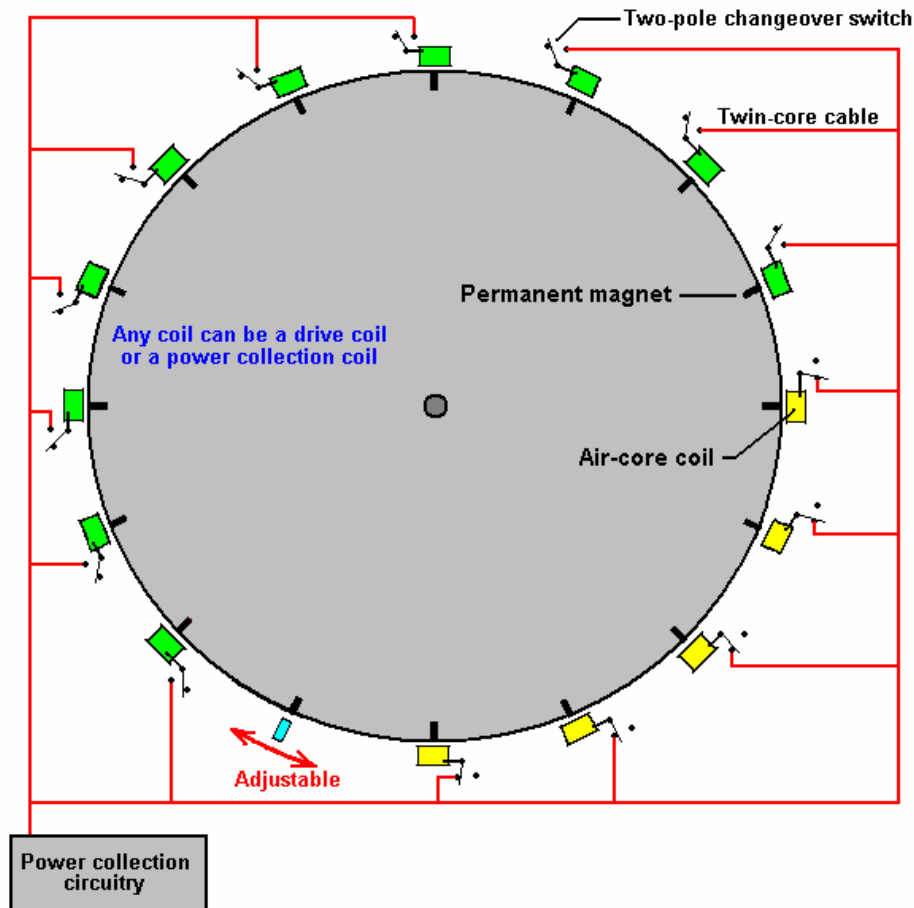 Two-pole changeover switch
Twin-core cable
Permanent magnet
Any coil can be a drive coil
or a power collection coil
Air-core coil
Adjustable
Power collection
circuitry